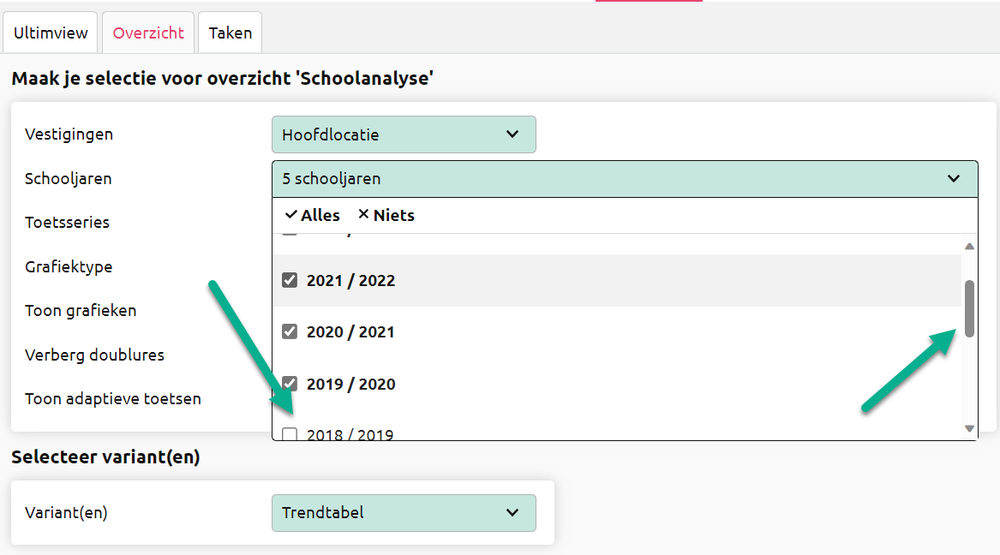 Ultimview Overzicht Taken
Maak je selectie voor overzicht 'Schoolanalyse'
Vestigingen Hoofdlocatie
Schooljaren 5 schooljaren
Toetsseries Alles Niets
Grafiektype 2021 / 2022
Toon grafieken 2020 / 2021
Verberg doublures 2019 / 2020
Toon adaptieve toetsen 2018 / 2019
Selecteer variant(en)
Variant(en) Trendtabel